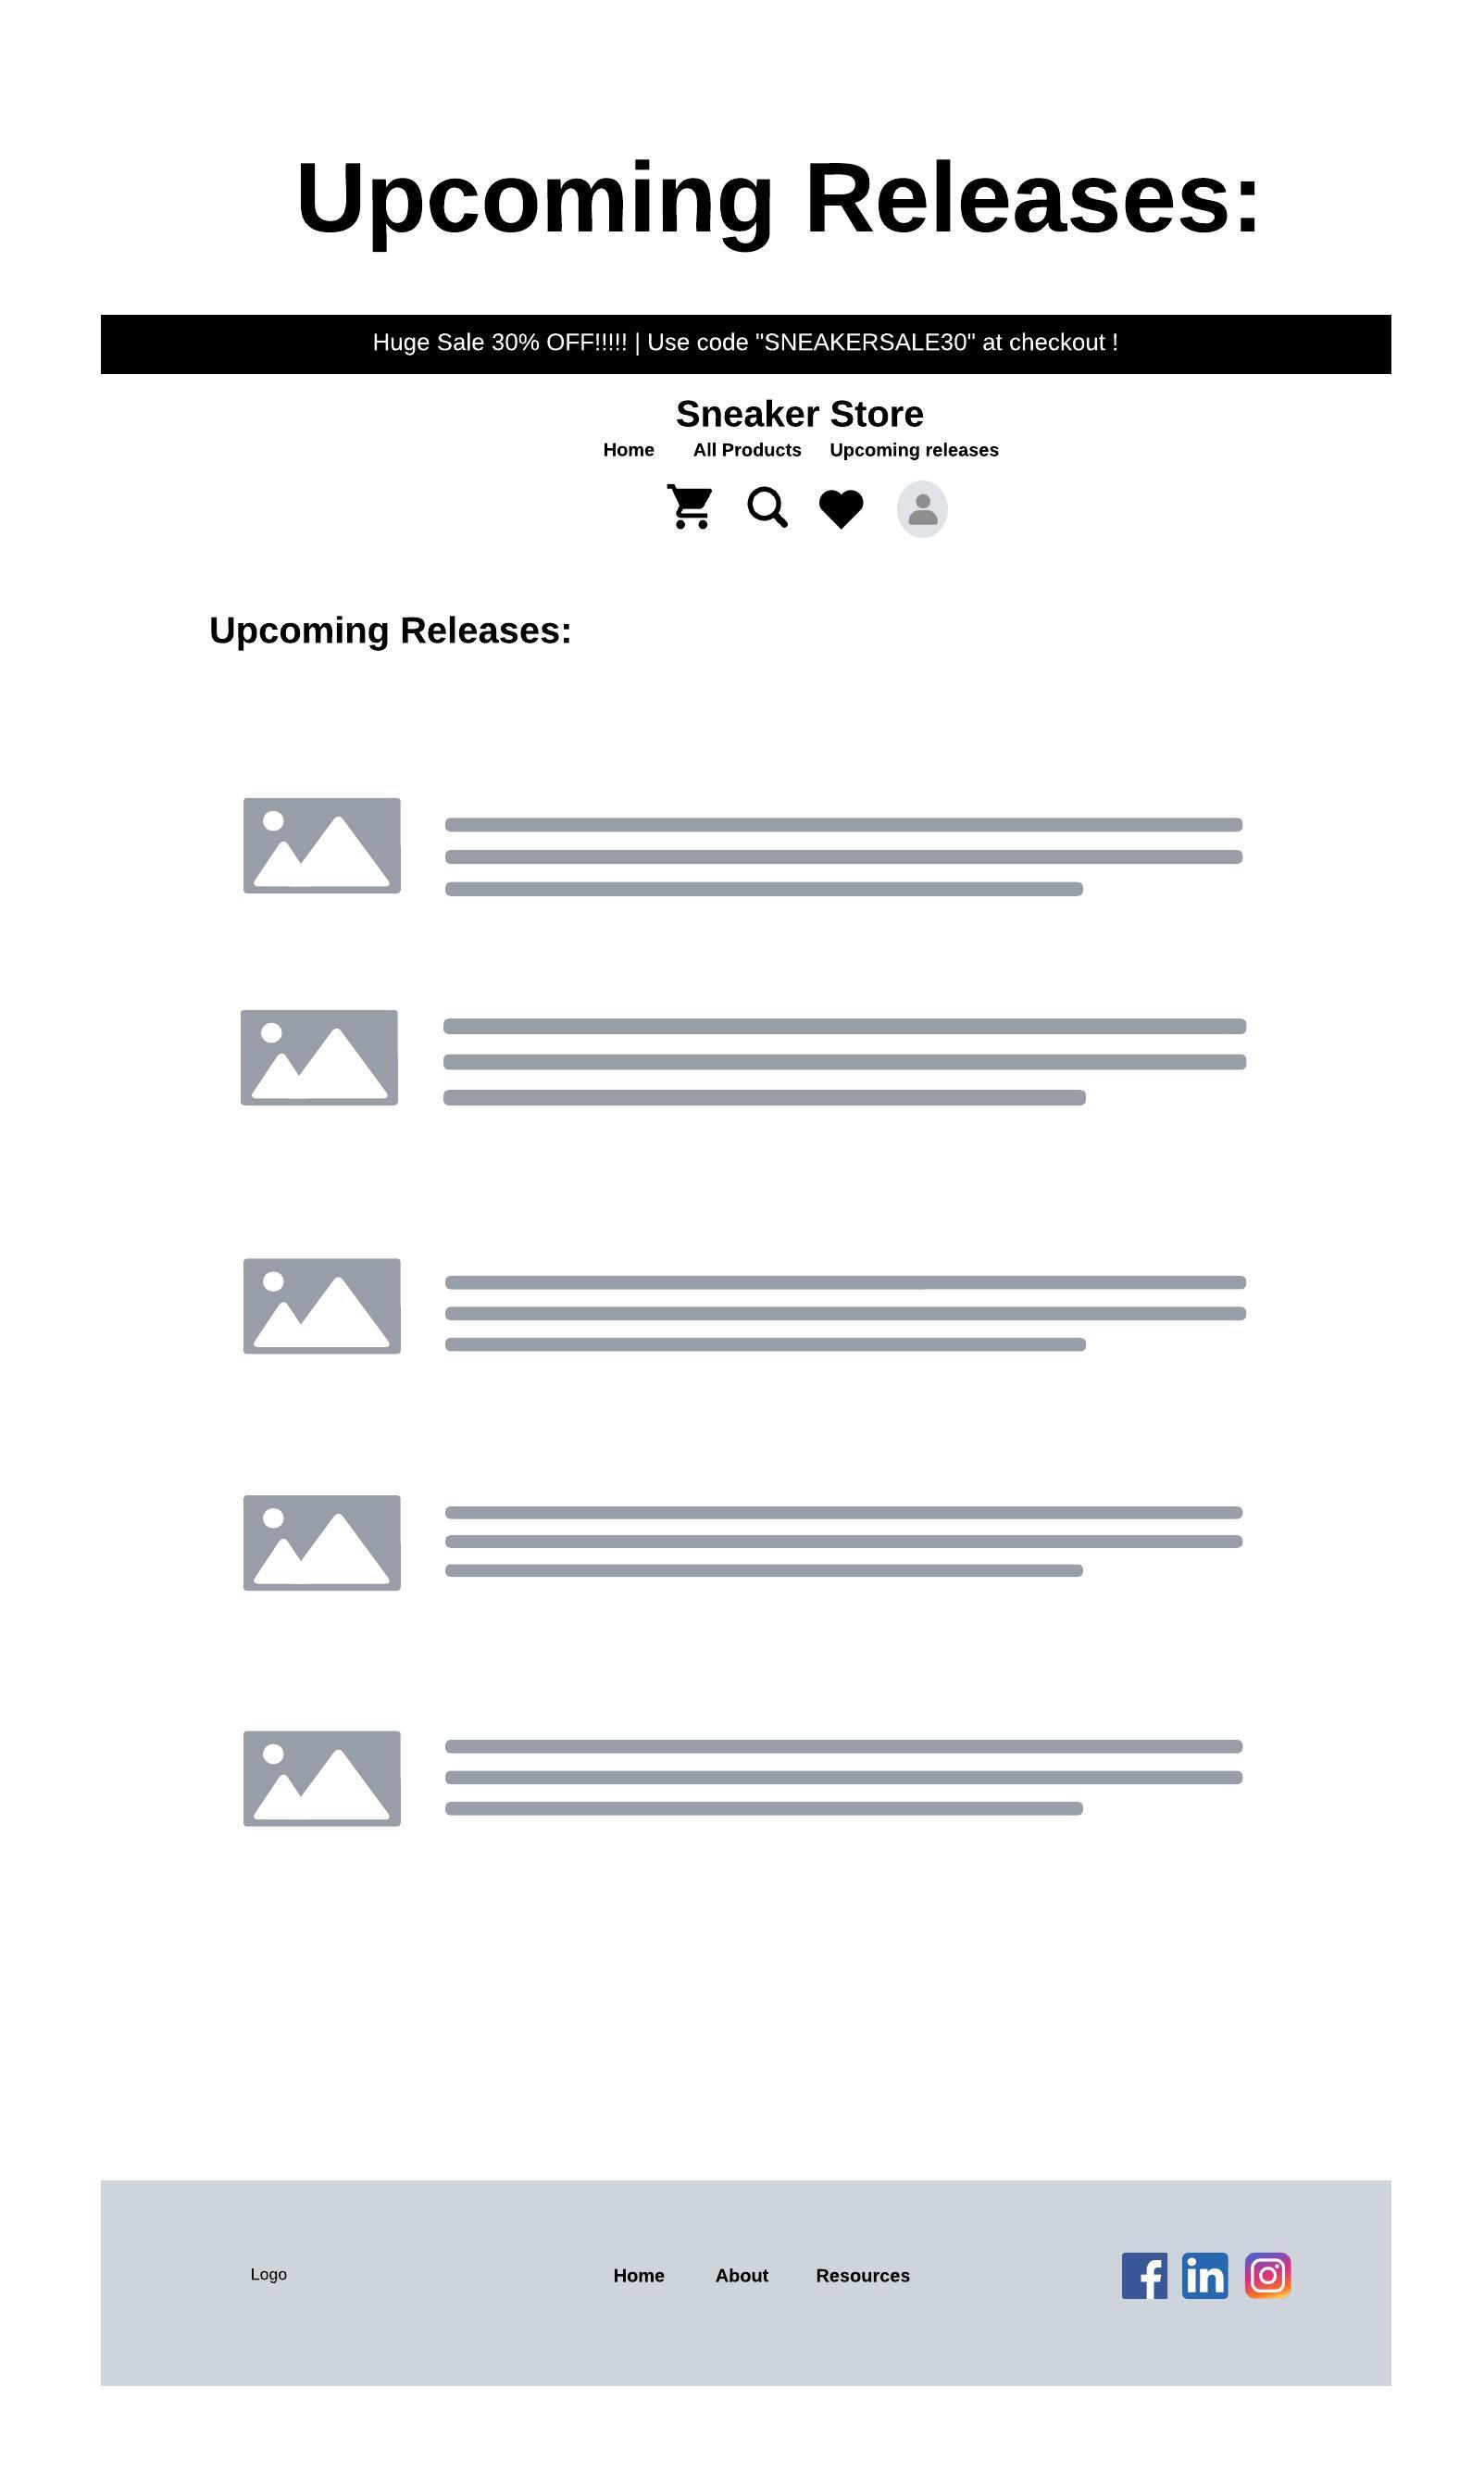 Upcoming Releases:
Huge Sale 30% OFF!!!!! | Use code "SNEAKERSALE30" at checkout !
Sneaker Store
Home All Products Upcoming releases
Upcoming Releases:
Logo Home About Resources